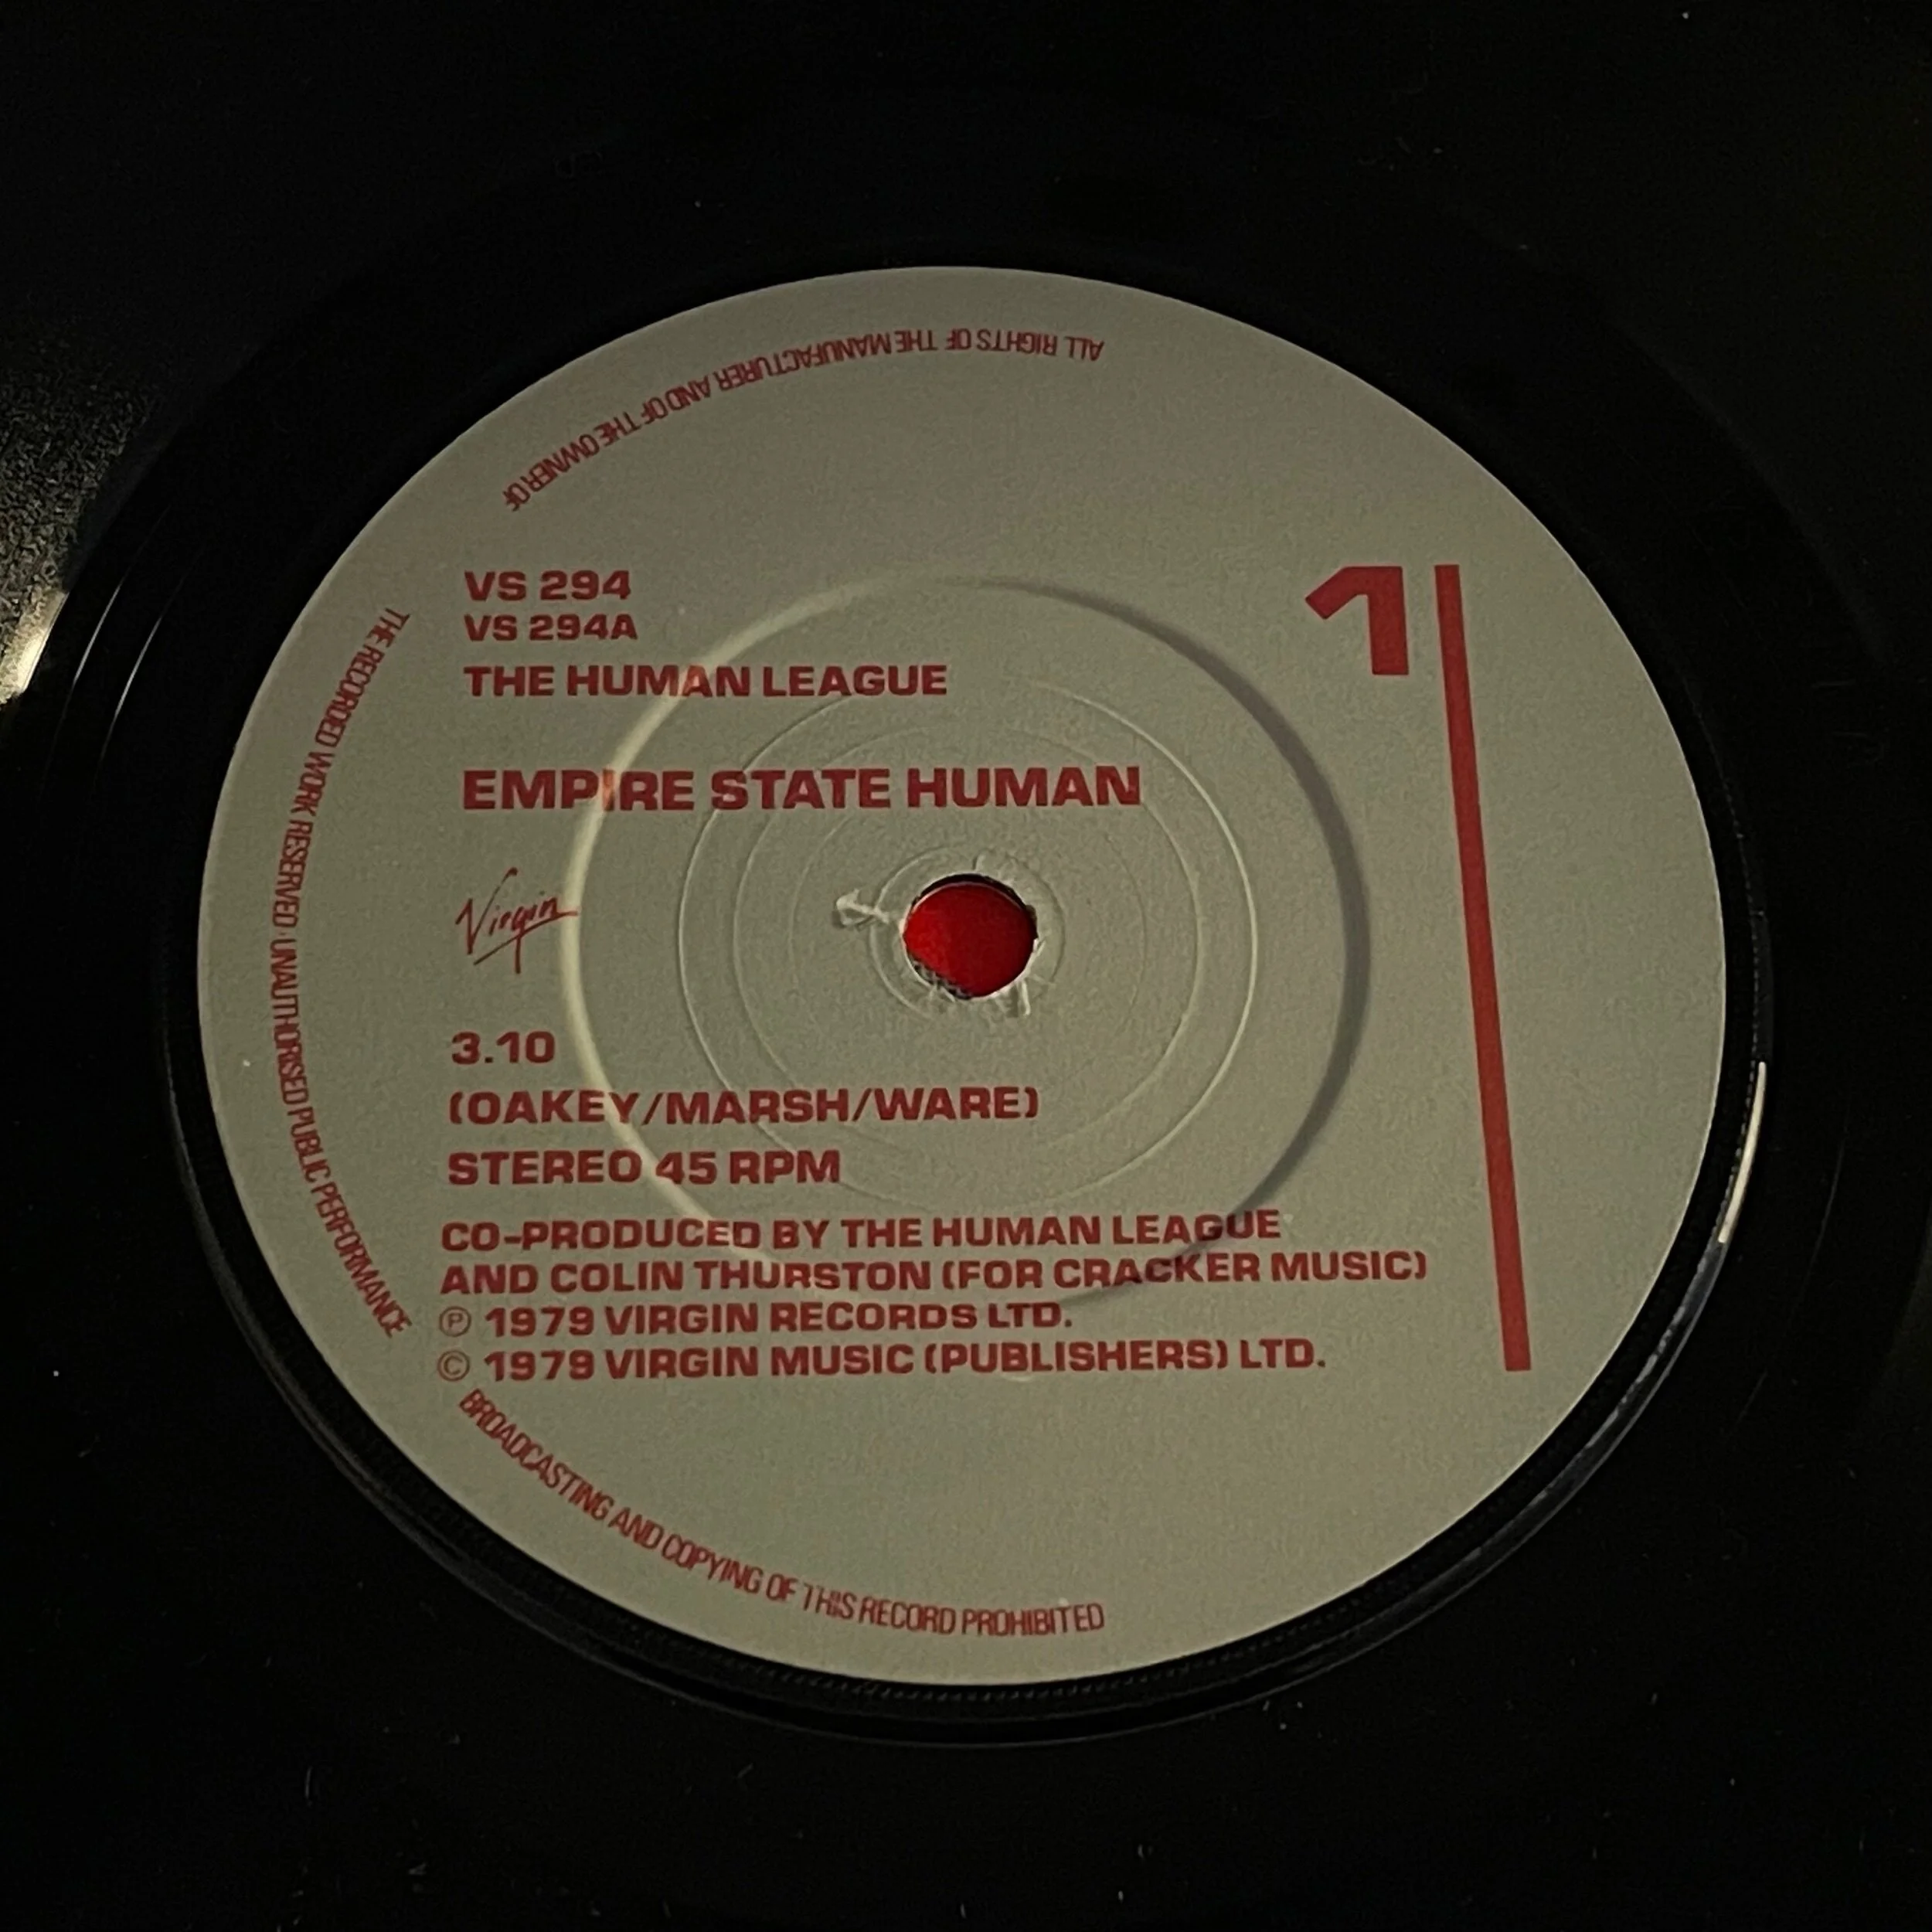 VS 294
VS 294A
THE HUMAN LEAGUE
1
EMPIRE STATE HUMAN
Virgin
3.10
(OAKEY/MARSH/WARE)
STEREO 45 RPM
CO-PRODUCED BY THE HUMAN LEAGUE
AND COLIN THURSTON (FOR CRACKER MUSIC)
Ⓟ 1979 VIRGIN RECORDS LTD.
© 1979 VIRGIN MUSIC (PUBLISHERS) LTD.
ALL RIGHTS OF THE MANUFACTURER AND OF THE OWNER OF
THE RECORDED WORK RESERVED · UNAUTHORISED PUBLIC PERFORMANCE
BROADCASTING AND COPYING OF THIS RECORD PROHIBITED